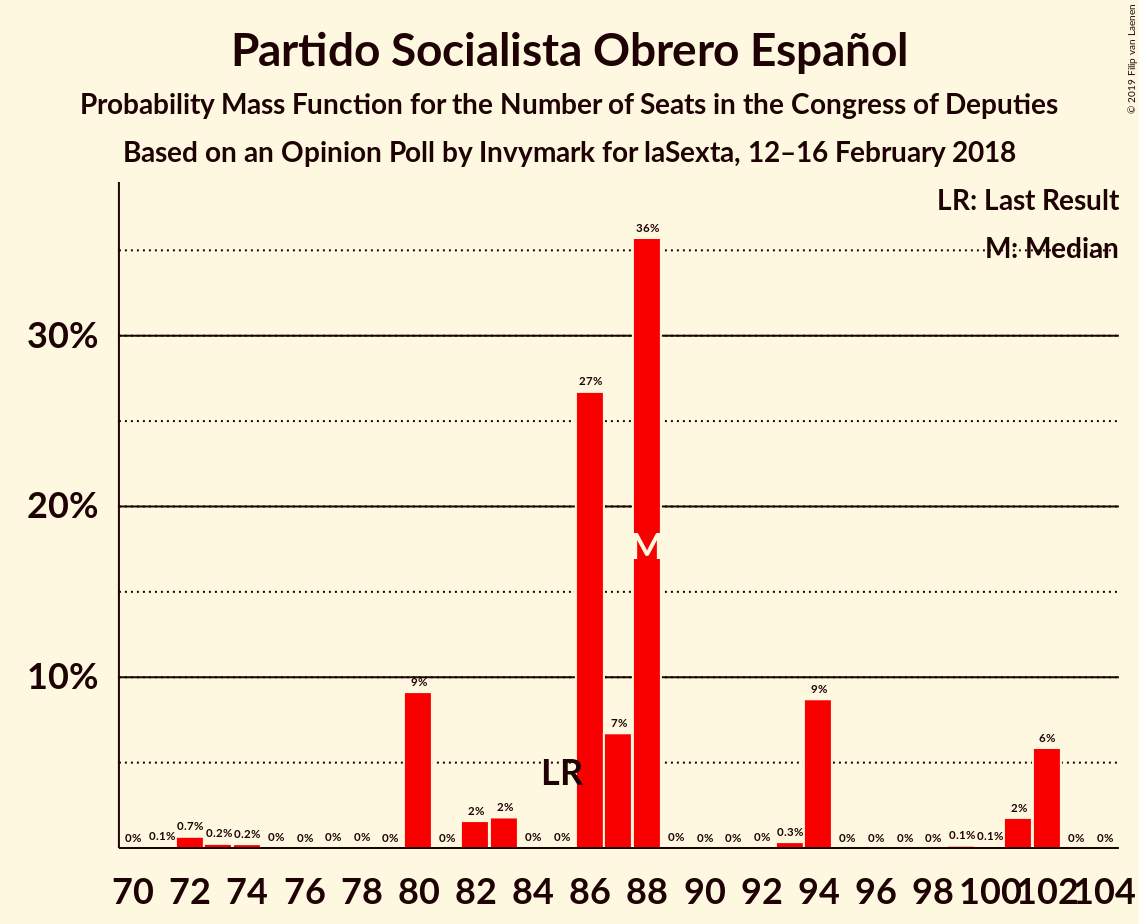 Partido Socialista Obrero Español
Probability Mass Function for the Number of Seats in the Congress of Deputies
Based on an Opinion Poll by Invymark for laSexta, 12–16 February 2018
© 2019 Filip van Laenen
LR: Last Result
M: Median
36%
30%
27%
20%
M
10%
9%
9%
7%
LR
6%
0% 0.1% 0.7% 0.2% 0.2% 0% 0% 0% 0% 0% 0% 2% 2% 0% 0% 0% 0% 0% 0% 0.3% 0% 0% 0% 0% 0.1% 0.1% 2% 0% 0%
70 72 74 76 78 80 82 84 86 88 90 92 94 96 98 100 102 104